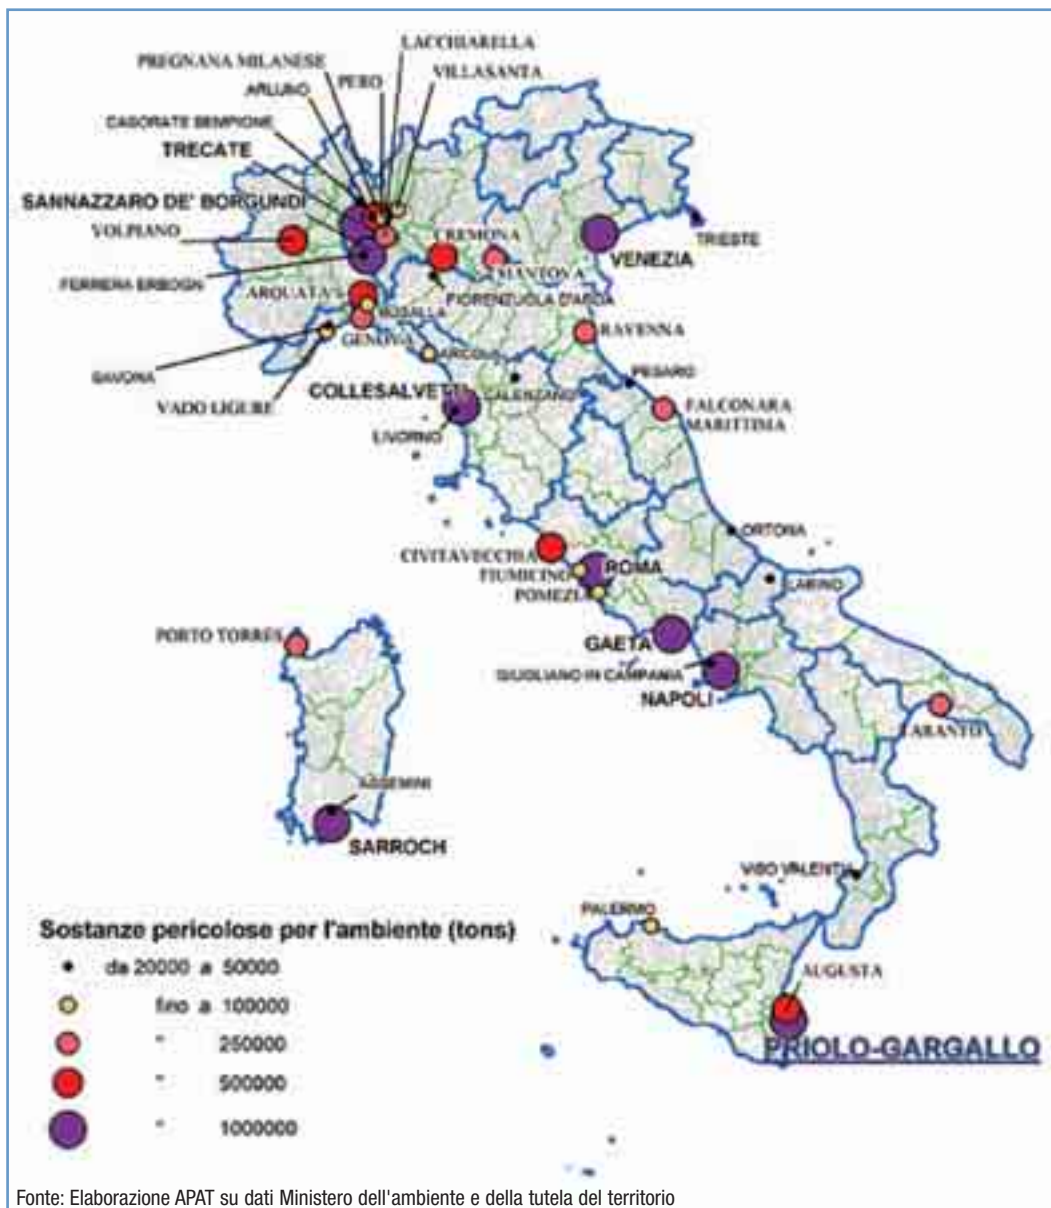 LACCHIARELLA
PREGNANA MILANESE
VILLASANTA
PERO
ARLUNO
CASORATE SEMPIONE
TRECATE
SANNAZZARO DE' BORGUNDI
VOLPIANO
CREMONA
TRIESTE
VENEZIA
FERRERA ERBOGN
MANTOVA
ARQUATA S
FIORENZUOLA D'ARDA
BUSALLA
GENOVA
RAVENNA
ARCOLA
SAVONA
PESARO
COLLESALVETTI
CALENZANO
VADO LIGURE
FALCONARA
MARITTIMA
LIVORNO
ORTONA
CIVITAVECCHIA
FIUMICINO
ROMA
LARINO
POMEZIA
PORTO TORRES
GAETA
GIUGLIANO IN CAMPANIA
NAPOLI
TARANTO
ASSEMINI
SARROCH
VIBO VALENTIA
PALERMO
Sostanze pericolose per l'ambiente (tons)
da 20000 a 50000
fino a 100000
" 250000
" 500000
" 1000000
AUGUSTA
PRIOLO-GARGALLO
Fonte: Elaborazione APAT su dati Ministero dell'ambiente e della tutela del territorio